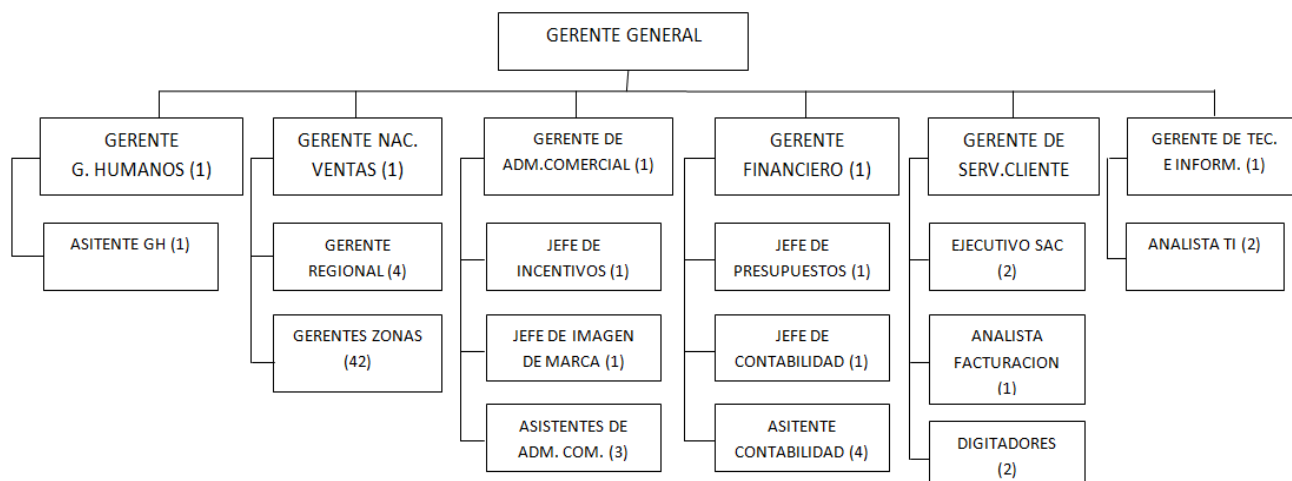 GERENTE GENERAL
GERENTE
G. HUMANOS (1)
ASITENTE GH (1)
GERENTE NAC.
VENTAS (1)
GERENTE
REGIONAL (4)
GERENTES ZONAS
(42)
GERENTE DE
ADM.COMERCIAL (1)
JEFE DE
INCENTIVOS (1)
JEFE DE IMAGEN
DE MARCA (1)
ASISTENTES DE
ADM. COM. (3)
GERENTE
FINANCIERO (1)
JEFE DE
PRESUPUESTOS (1)
JEFE DE
CONTABILIDAD (1)
ASITENTE
CONTABILIDAD (4)
GERENTE DE
SERV.CLIENTE
EJECUTIVO SAC
(2)
ANALISTA
FACTURACION
(1)
DIGITADORES
(2)
GERENTE DE TEC.
E INFORM. (1)
ANALISTA TI (2)